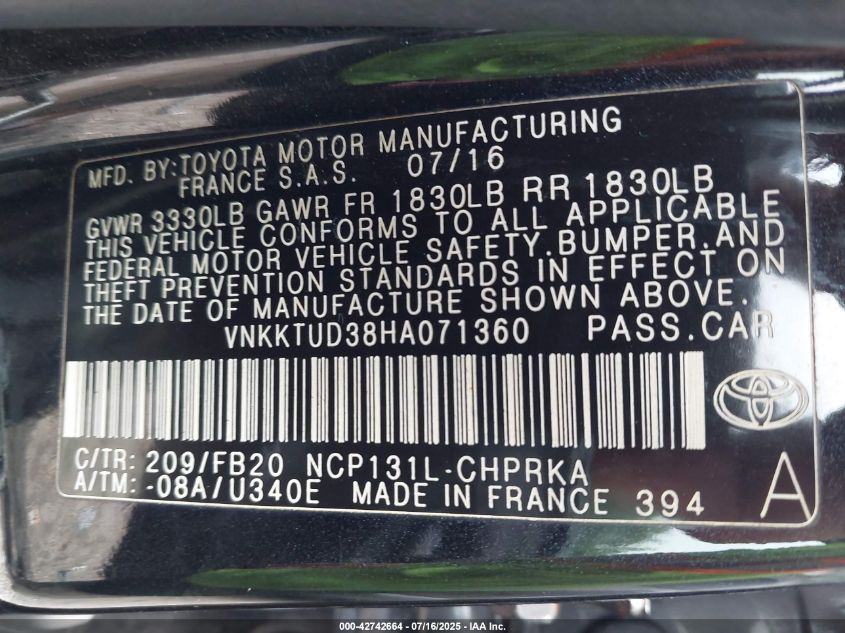 MFD. BY:TOYOTA MOTOR MANUFACTURING
FRANCE S.A.S. 07/16
GVWR 3330LB GAWR FR 1830LB RR 1830LB
THIS VEHICLE CONFORMS TO ALL APPLICABLE
FEDERAL MOTOR VEHICLE SAFETY.BUMPER.AND
THEFT PREVENTION STANDARDS IN EFFECT ON
THE DATE OF MANUFACTURE SHOWN ABOVE.
VNKKTUD38HA071360 PASS.CAR
C/TR: 209/FB20 NCP131L-CHPRKA
A/TM: -08A/U340E MADE IN FRANCE 394 A
000-42742664 - 07/16/2025 - IAA Inc.